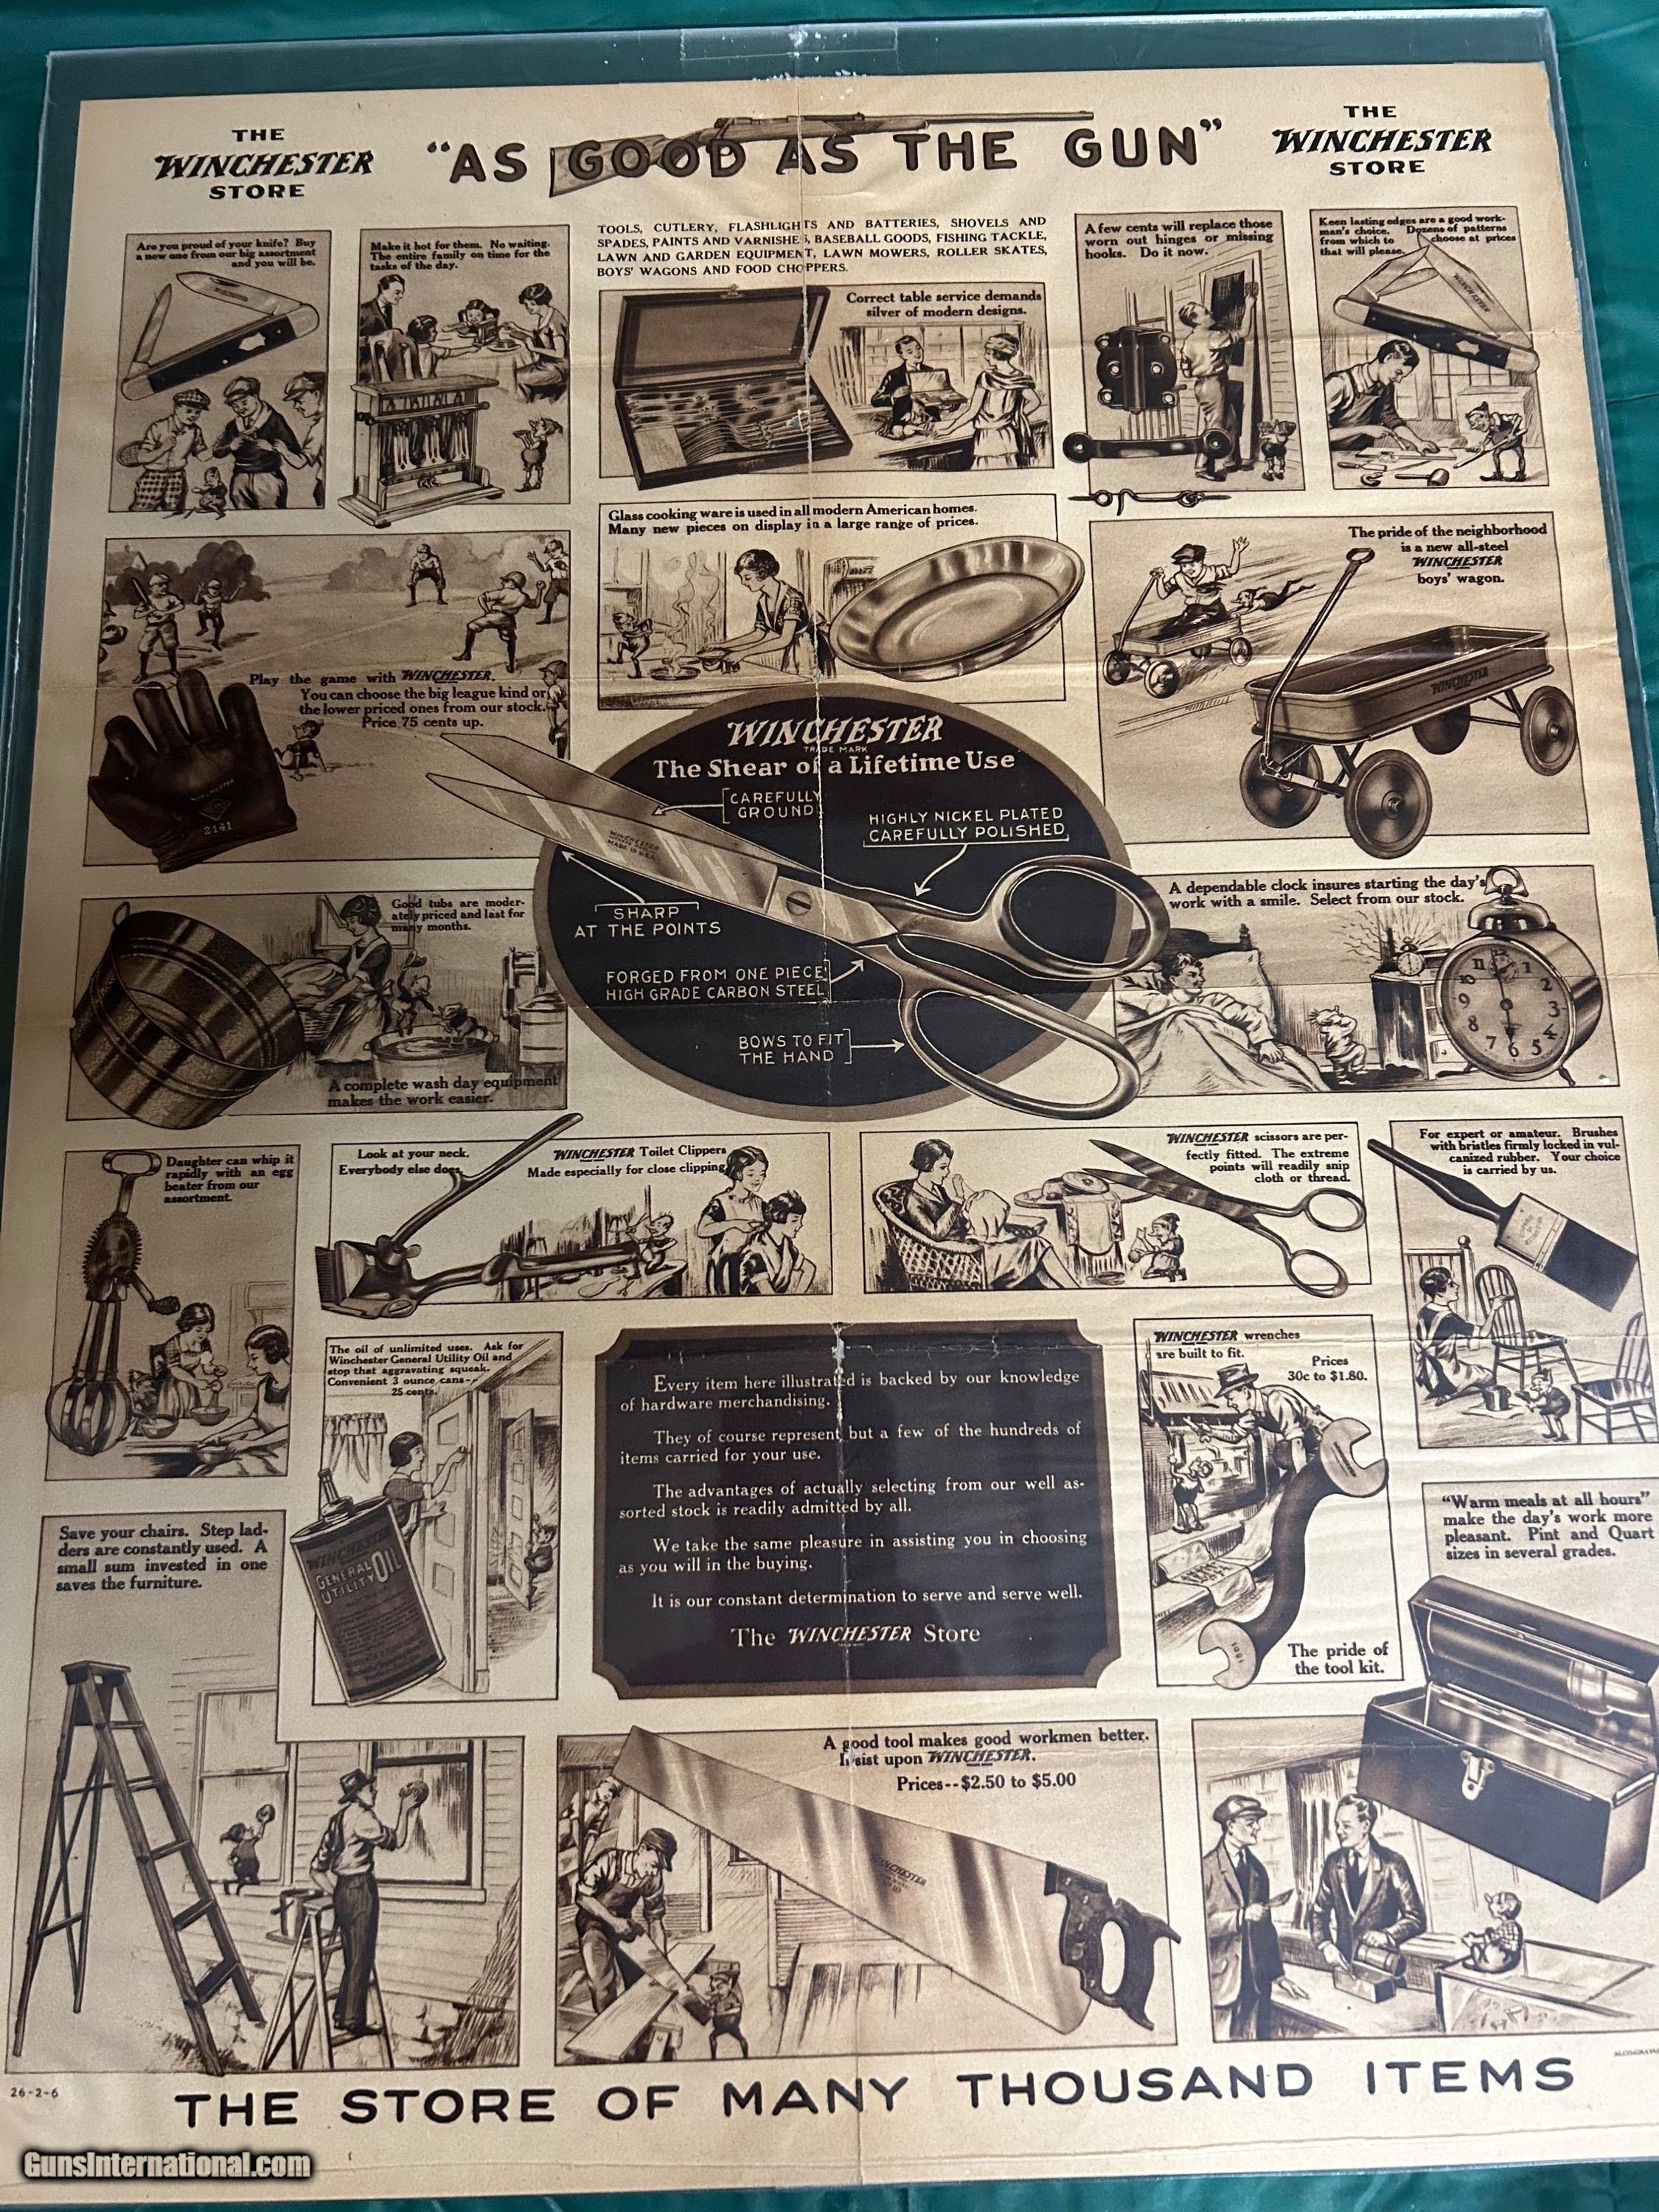 THE
WINCHESTER
STORE
"AS GOOD AS THE GUN"
THE
WINCHESTER
STORE
Are you proud of your knife? Buy
a new one from our big assortment
and you will be.
WINCHESTER
Make it hot for them. No waiting.
The entire family on time for the
tasks of the day.
TOOLS, CUTLERY, FLASHLIGHTS AND BATTERIES, SHOVELS AND
SPADES, PAINTS AND VARNISHES, BASEBALL GOODS, FISHING TACKLE,
LAWN AND GARDEN EQUIPMENT, LAWN MOWERS, ROLLER SKATES,
BOYS' WAGONS AND FOOD CHOPPERS.
Correct table service demands
silver of modern designs.
A few cents will replace those
worn out hinges or missing
hooks. Do it now.
Keen lasting edges are a good work-
man's choice. Dozens of patterns
from which to choose at prices
that will please.
Glass cooking ware is used in all modern American homes.
Many new pieces on display in a large range of prices.
The pride of the neighborhood
is a new all-steel
WINCHESTER
boys' wagon.
WINCHESTER
Play the game with WINCHESTER.
You can choose the big league kind or
the lower priced ones from our stock.
Price 75 cents up.
WINCHESTER
2141
WINCHESTER
TRADE MARK
The Shear of a Lifetime Use
CAREFULLY
GROUND
HIGHLY NICKEL PLATED
CAREFULLY POLISHED
WINCHESTER
MADE IN U.S.A.
SHARP
AT THE POINTS
FORGED FROM ONE PIECE
HIGH GRADE CARBON STEEL
BOWS TO FIT
THE HAND
Good tubs are moder-
ately priced and last for
many months.
A complete wash day equipment
makes the work easier.
A dependable clock insures starting the day's
work with a smile. Select from our stock.
11 12 1
10 2
9 3
8 4
7 6 5
Daughter can whip it
rapidly with an egg
beater from our
assortment.
Look at your neck.
Everybody else does.
WINCHESTER Toilet Clippers
Made especially for close clipping
WINCHESTER scissors are per-
fectly fitted. The extreme
points will readily snip
cloth or thread.
For expert or amateur. Brushes
with bristles firmly locked in vul-
canized rubber. Your choice
is carried by us.
The oil of unlimited uses. Ask for
Winchester General Utility Oil and
stop that aggravating squeak.
Convenient 3 ounce cans--
25 cents.
WINCHESTER
GENERAL
UTILITY OIL
Every item here illustrated is backed by our knowledge
of hardware merchandising.
They of course represent but a few of the hundreds of
items carried for your use.
The advantages of actually selecting from our well as-
sorted stock is readily admitted by all.
We take the same pleasure in assisting you in choosing
as you will in the buying.
It is our constant determination to serve and serve well.
The WINCHESTER Store
WINCHESTER wrenches
are built to fit.
Prices
30c to $1.80.
The pride of
the tool kit.
"Warm meals at all hours"
make the day's work more
pleasant. Pint and Quart
sizes in several grades.
Save your chairs. Step lad-
ders are constantly used. A
small sum invested in one
saves the furniture.
A good tool makes good workmen better.
Insist upon WINCHESTER.
Prices--$2.50 to $5.00
WINCHESTER
26-2-6
THE STORE OF MANY THOUSAND ITEMS
GunsInternational.com